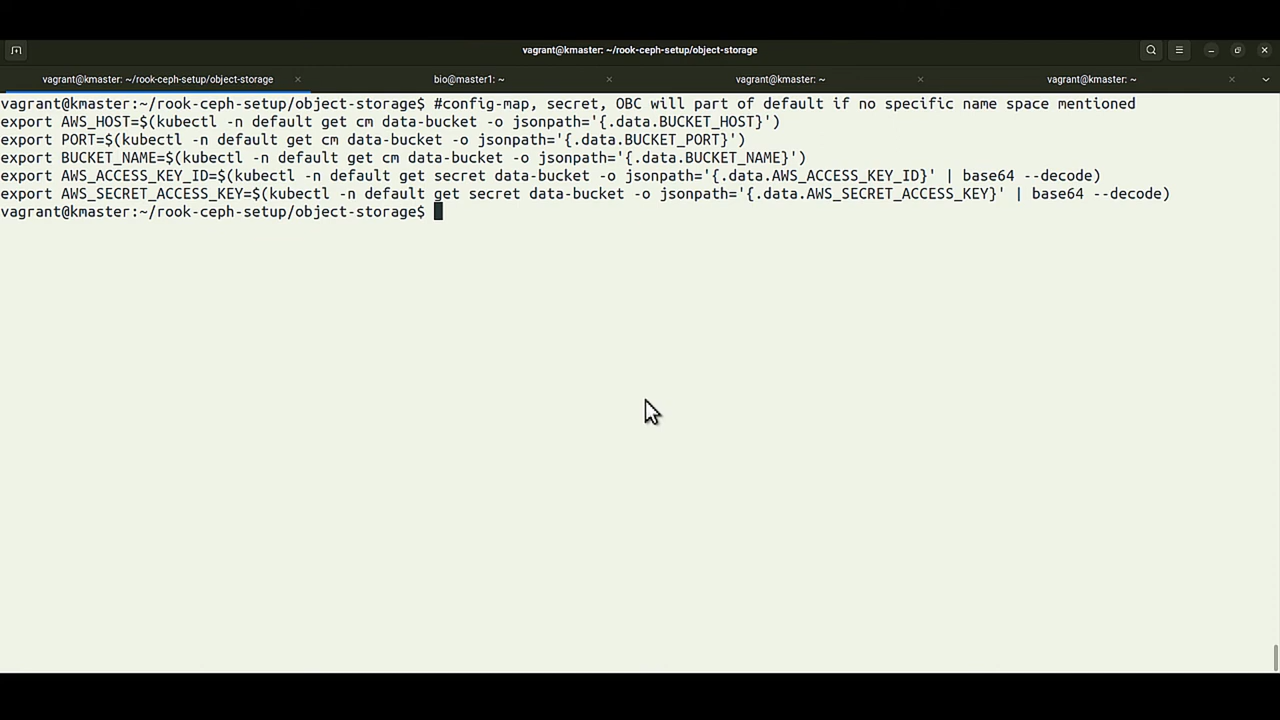 vagrant@kmaster: ~/rook-ceph-setup/object-storage
vagrant@kmaster: ~/rook-ceph-setup/object-storage
bio@master1: ~
vagrant@kmaster: ~
vagrant@kmaster: ~
vagrant@kmaster:~/rook-ceph-setup/object-storage$ #config-map, secret, OBC will part of default if no specific name space mentioned
export AWS_HOST=$(kubectl -n default get cm data-bucket -o jsonpath='{.data.BUCKET_HOST}')
export PORT=$(kubectl -n default get cm data-bucket -o jsonpath='{.data.BUCKET_PORT}')
export BUCKET_NAME=$(kubectl -n default get cm data-bucket -o jsonpath='{.data.BUCKET_NAME}')
export AWS_ACCESS_KEY_ID=$(kubectl -n default get secret data-bucket -o jsonpath='{.data.AWS_ACCESS_KEY_ID}' | base64 --decode)
export AWS_SECRET_ACCESS_KEY=$(kubectl -n default get secret data-bucket -o jsonpath='{.data.AWS_SECRET_ACCESS_KEY}' | base64 --decode)
vagrant@kmaster:~/rook-ceph-setup/object-storage$